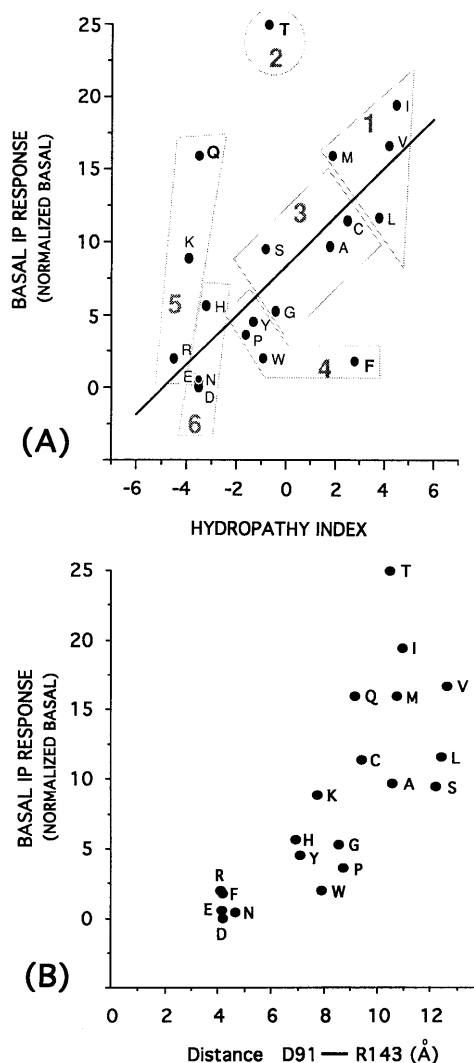 25
T
2
20
I
1
V
Q
M
15
3
C
L
K
S
A
10
5
H
G
Y
5
P
R
W
4
F
E
N
0
D
6
(A)
-6 -4 -2 0 2 4 6
HYDROPATHY INDEX
BASAL IP RESPONSE
(NORMALIZED BASAL)
25
T
20
I
V
Q
M
15
C
L
10
K
A
S
H
G
5
Y
P
R
F
W
E
N
0
D
(B)
0 2 4 6 8 10 12
Distance D91 — R143 (Å)
BASAL IP RESPONSE
(NORMALIZED BASAL)